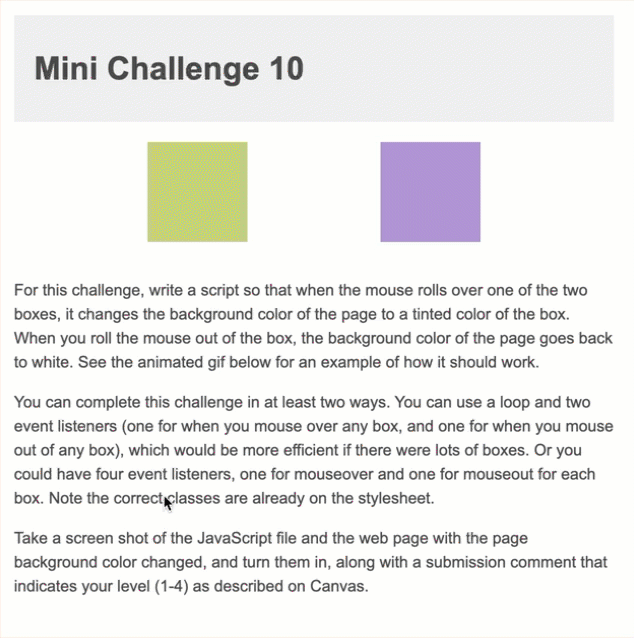 Mini Challenge 10
For this challenge, write a script so that when the mouse rolls over one of the two
boxes, it changes the background color of the page to a tinted color of the box.
When you roll the mouse out of the box, the background color of the page goes back
to white. See the animated gif below for an example of how it should work.
You can complete this challenge in at least two ways. You can use a loop and two
event listeners (one for when you mouse over any box, and one for when you mouse
out of any box), which would be more efficient if there were lots of boxes. Or you
could have four event listeners, one for mouseover and one for mouseout for each
box. Note the correct classes are already on the stylesheet.
Take a screen shot of the JavaScript file and the web page with the page
background color changed, and turn them in, along with a submission comment that
indicates your level (1-4) as described on Canvas.